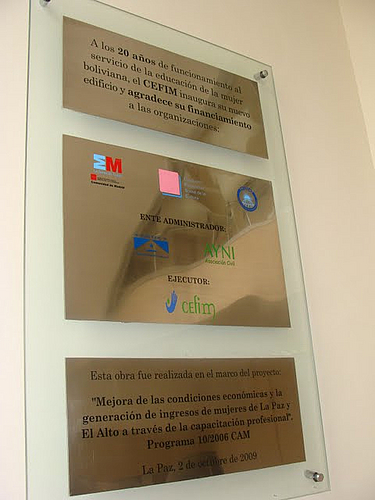 A los 20 años de funcionamiento al
servicio de la educación de la mujer
boliviana, el CEFIM inaugura su nuevo
edificio y agradece su financiamiento
a las organizaciones:
M
Comunidad de Madrid
ENTE ADMINISTRADOR:
AYNI
Asociación Civil
EJECUTOR:
cefim
Esta obra fue realizada en el marco del proyecto:
"Mejora de las condiciones económicas y la
generación de ingresos de mujeres de La Paz y
El Alto a través de la capacitación profesional".
Programa 10/2006 CAM
La Paz, 2 de octubre de 2009